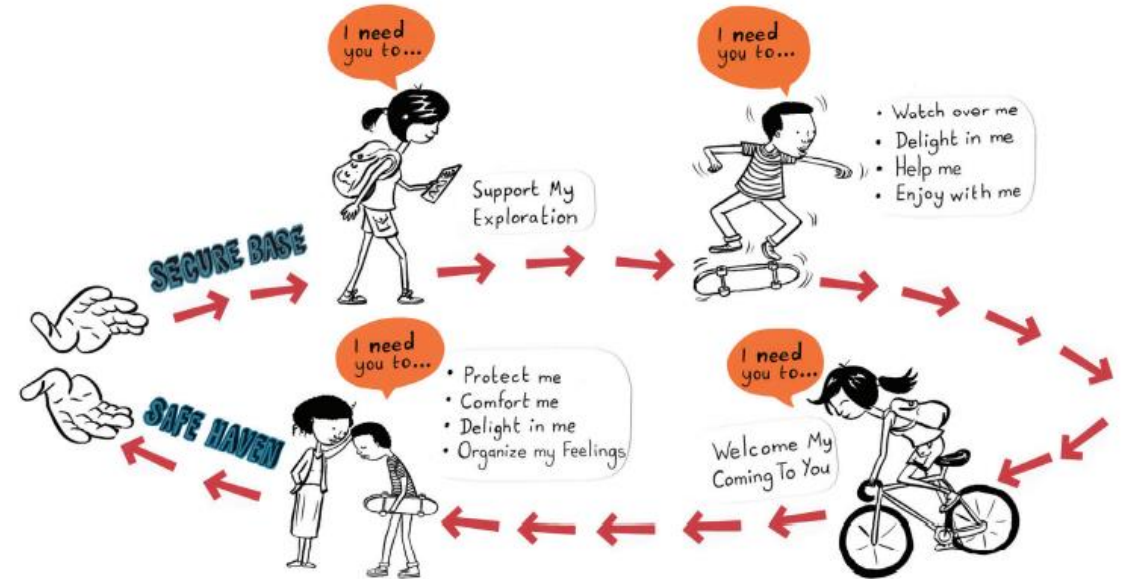 I need
you to...
I need
you to...
• Watch over me
• Delight in me
• Help me
• Enjoy with me
Support My
Exploration
SECURE BASE
I need
you to...
• Protect me
• Comfort me
• Delight in me
• Organize my Feelings
I need
you to...
Welcome My
Coming To You
SAFE HAVEN